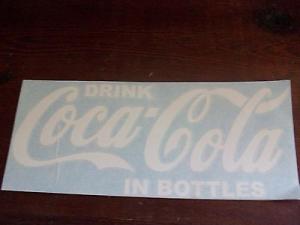 DRINK
Coca-Cola
IN BOTTLES